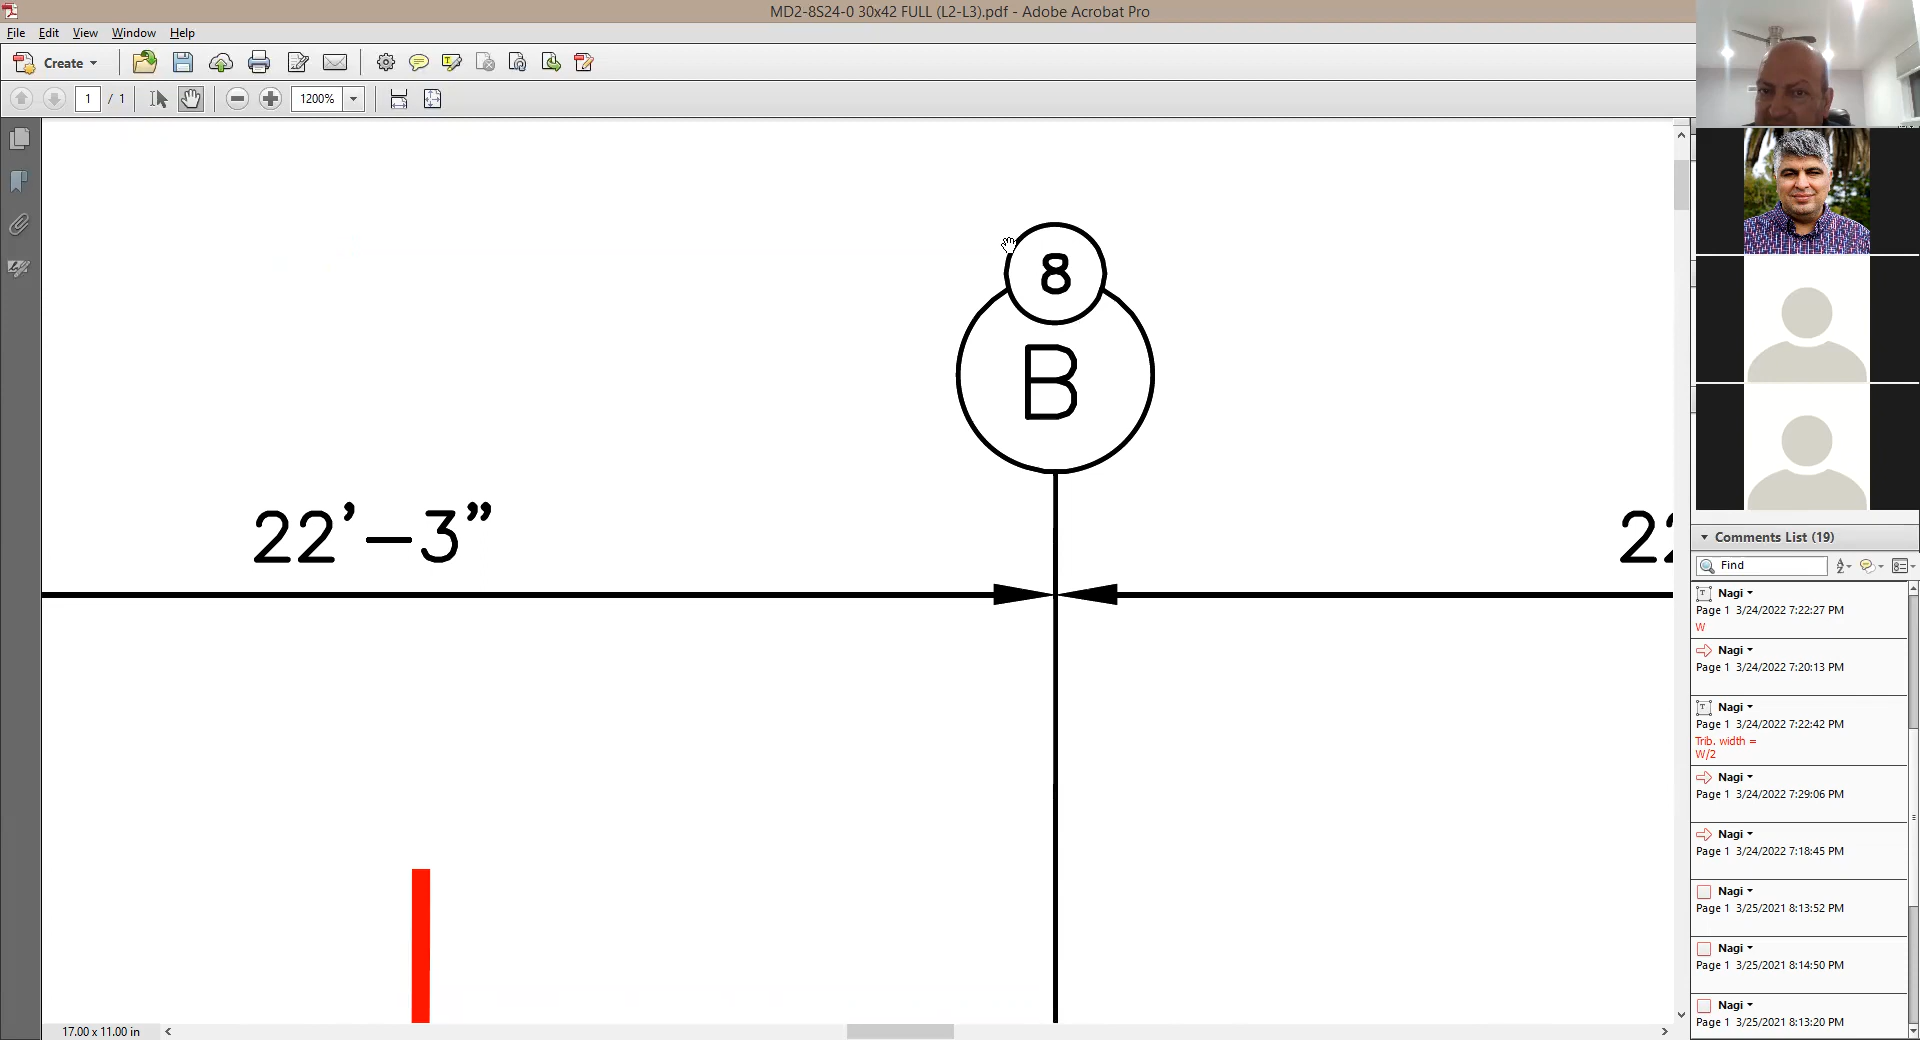 MD2-8S24-0 30x42 FULL (L2-L3).pdf - Adobe Acrobat Pro
File Edit View Window Help
Create
1 / 1 1200%
8
B
22'-3"
22
Comments List (19)
Find
Nagi
Page 1 3/24/2022 7:22:27 PM
W
Nagi
Page 1 3/24/2022 7:20:13 PM
Nagi
Page 1 3/24/2022 7:22:42 PM
Trib. width =
W/2
Nagi
Page 1 3/24/2022 7:29:06 PM
Nagi
Page 1 3/24/2022 7:18:45 PM
Nagi
Page 1 3/25/2021 8:13:52 PM
Nagi
Page 1 3/25/2021 8:14:50 PM
Nagi
Page 1 3/25/2021 8:13:20 PM
17.00 x 11.00 in